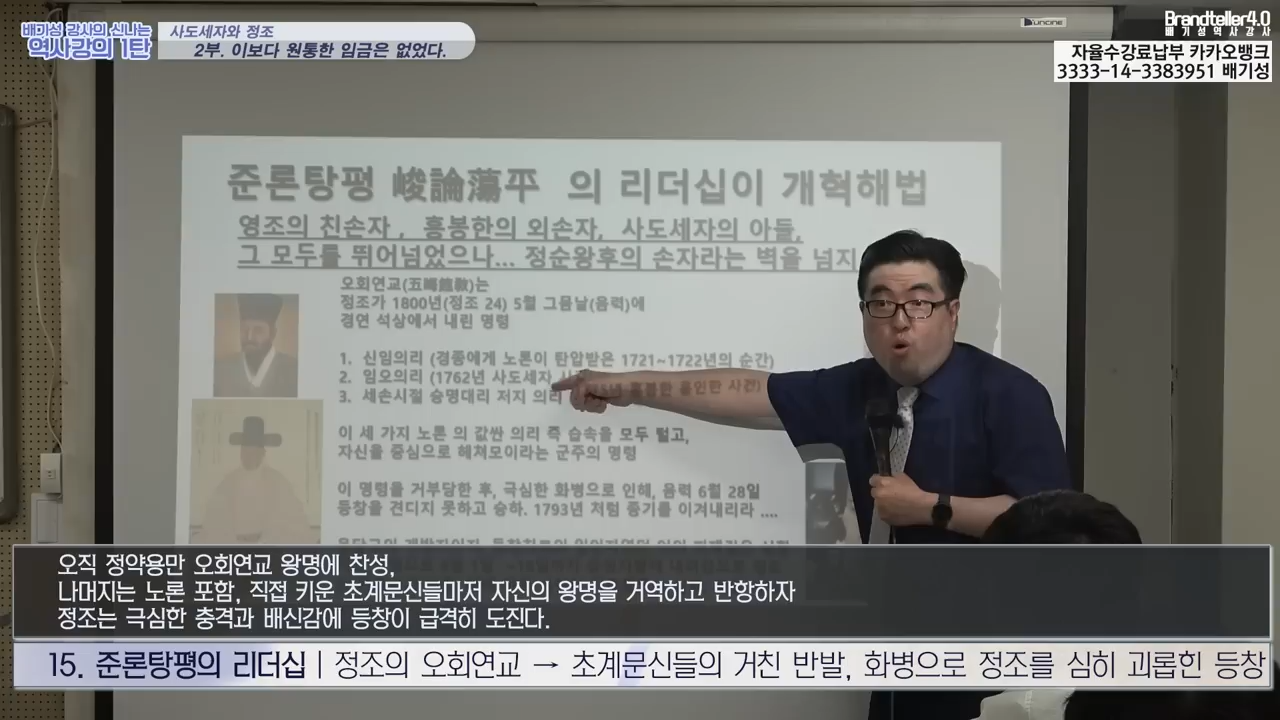 배기성 강사의 신나는
역사강의 1탄
사도세자와 정조
2부. 이보다 원통한 임금은 없었다.
UNCINE
Brandteller4.0
배기성역사강사
자율수강료납부 카카오뱅크
3333-14-3383951 배기성
준론탕평 峻論蕩平 의 리더십이 개혁해법
영조의 친손자, 홍봉한의 외손자, 사도세자의 아들,
그 모두를 뛰어넘었으나... 정순왕후의 손자라는 벽을 넘지
오회연교(五晦筵敎)는
정조가 1800년(정조 24) 5월 그믐날(음력)에
경연 석상에서 내린 명령
1. 신임의리 (경종에게 노론이 탄압받은 1721~1722년의 순간)
2. 임오의리 (1762년 사도세자
3. 세손시절 승명대리 저지 의리 홍봉한 홍인한 사건)
이 세 가지 노론 의 값싼 의리 즉 습속을 모두 털고,
자신을 중심으로 헤쳐모이라는 군주의 명령
이 명령을 거부당한 후, 극심한 화병으로 인해, 음력 6월 28일
등창을 견디지 못하고 승하. 1793년 처럼 종기를 이겨내리라 ....
오직 정약용만 오회연교 왕명에 찬성,
나머지는 노론 포함, 직접 키운 초계문신들마저 자신의 왕명을 거역하고 반항하자
정조는 극심한 충격과 배신감에 등창이 급격히 도진다.
15. 준론탕평의 리더십 | 정조의 오회연교 → 초계문신들의 거친 반발, 화병으로 정조를 심히 괴롭힌 등창